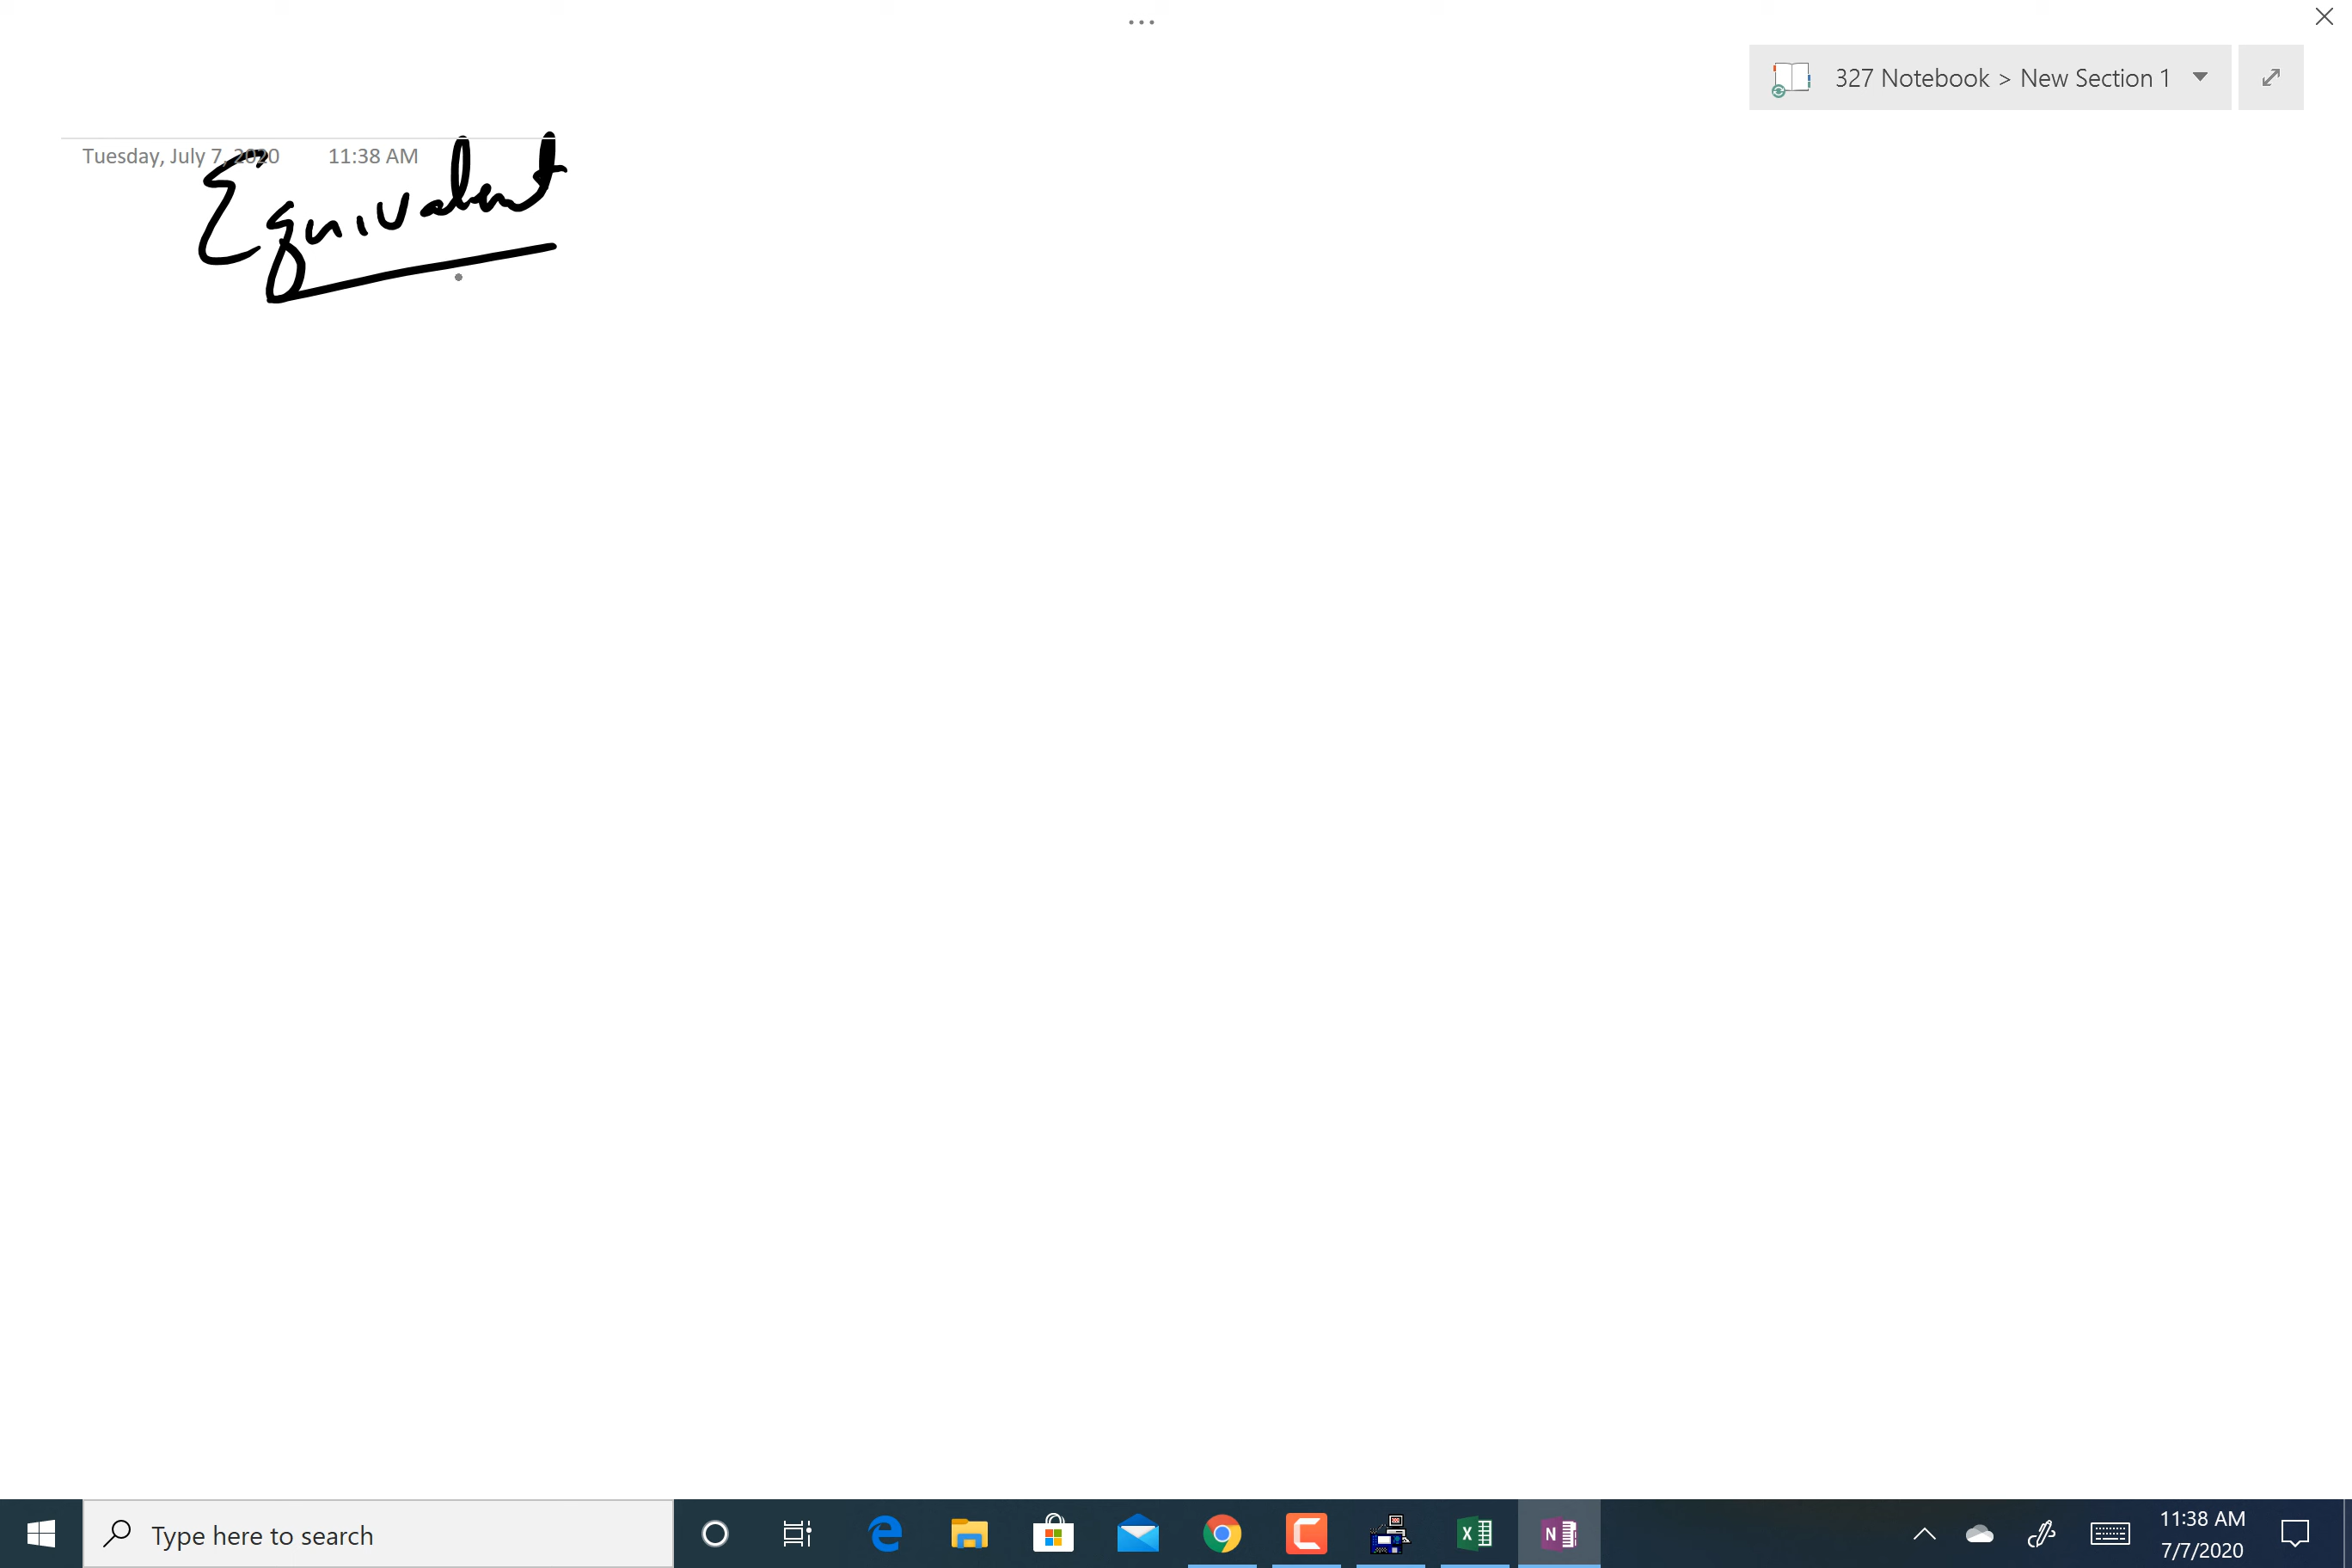 ...
327 Notebook > New Section 1
Tuesday, July 7, 2020 11:38 AM
Equivalent
Type here to search
11:38 AM
7/7/2020